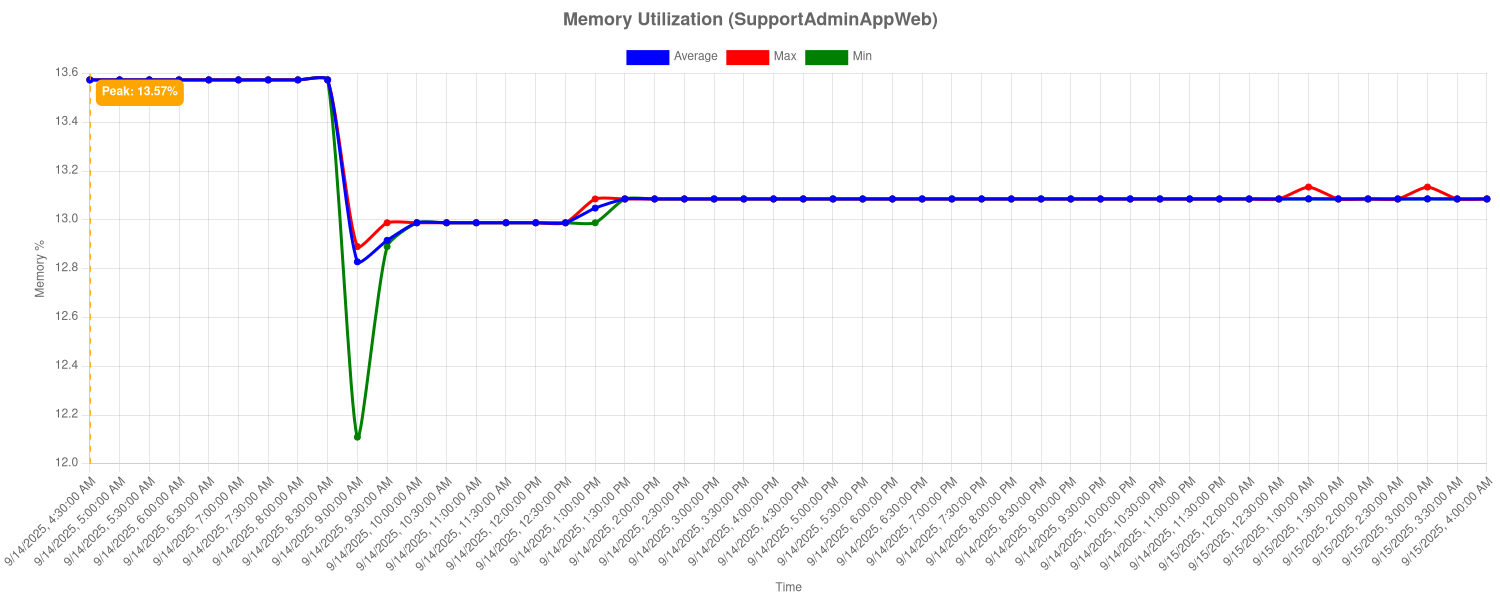 Memory Utilization (SupportAdminAppWeb)
Average Max Min
13.6
Peak: 13.57%
13.4
13.2
13.0
12.8
Memory %
12.6
12.4
12.2
12.0
9/14/2025, 4:30:00 AM
9/14/2025, 5:00:00 AM
9/14/2025, 5:30:00 AM
9/14/2025, 6:00:00 AM
9/14/2025, 6:30:00 AM
9/14/2025, 7:00:00 AM
9/14/2025, 7:30:00 AM
9/14/2025, 8:00:00 AM
9/14/2025, 8:30:00 AM
9/14/2025, 9:00:00 AM
9/14/2025, 9:30:00 AM
9/14/2025, 10:00:00 AM
9/14/2025, 10:30:00 AM
9/14/2025, 11:00:00 AM
9/14/2025, 11:30:00 AM
9/14/2025, 12:00:00 PM
9/14/2025, 12:30:00 PM
9/14/2025, 1:00:00 PM
9/14/2025, 1:30:00 PM
9/14/2025, 2:00:00 PM
9/14/2025, 2:30:00 PM
9/14/2025, 3:00:00 PM
9/14/2025, 3:30:00 PM
9/14/2025, 4:00:00 PM
9/14/2025, 4:30:00 PM
9/14/2025, 5:00:00 PM
9/14/2025, 5:30:00 PM
9/14/2025, 6:00:00 PM
9/14/2025, 6:30:00 PM
9/14/2025, 7:00:00 PM
9/14/2025, 7:30:00 PM
9/14/2025, 8:00:00 PM
9/14/2025, 8:30:00 PM
9/14/2025, 9:00:00 PM
9/14/2025, 9:30:00 PM
9/14/2025, 10:00:00 PM
9/14/2025, 10:30:00 PM
9/14/2025, 11:00:00 PM
9/14/2025, 11:30:00 PM
9/15/2025, 12:00:00 AM
9/15/2025, 12:30:00 AM
9/15/2025, 1:00:00 AM
9/15/2025, 1:30:00 AM
9/15/2025, 2:00:00 AM
9/15/2025, 2:30:00 AM
9/15/2025, 3:00:00 AM
9/15/2025, 3:30:00 AM
9/15/2025, 4:00:00 AM
Time